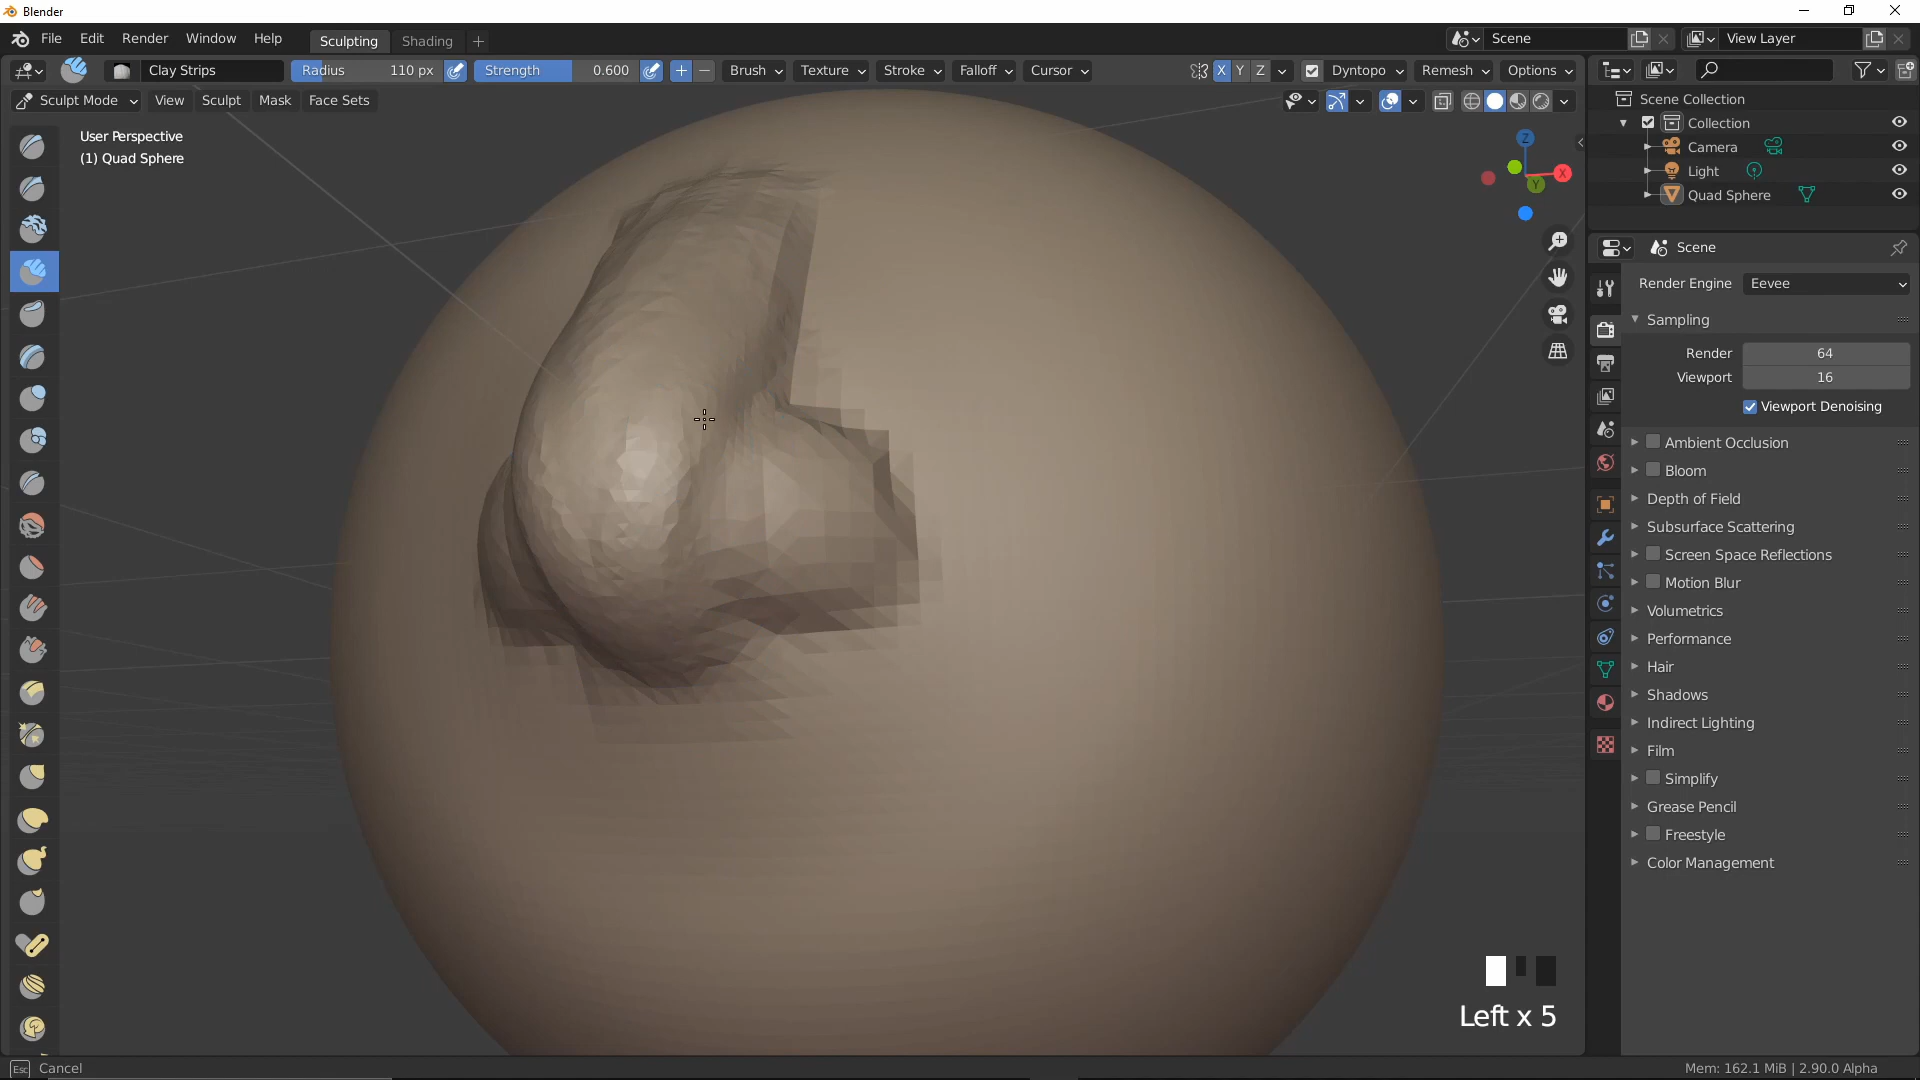 Blender
File Edit Render Window Help Sculpting Shading + Scene View Layer
Clay Strips Radius 110 px Strength 0.600 Brush Texture Stroke Falloff Cursor X Y Z Dyntopo Remesh Options
Sculpt Mode View Sculpt Mask Face Sets
User Perspective
(1) Quad Sphere
Z
X
Y
Scene Collection
Collection
Camera
Light
Quad Sphere
Scene
Render Engine Eevee
Sampling
Render 64
Viewport 16
Viewport Denoising
Ambient Occlusion
Bloom
Depth of Field
Subsurface Scattering
Screen Space Reflections
Motion Blur
Volumetrics
Performance
Hair
Shadows
Indirect Lighting
Film
Simplify
Grease Pencil
Freestyle
Color Management
Left x 5
Esc Cancel Mem: 162.1 MiB | 2.90.0 Alpha